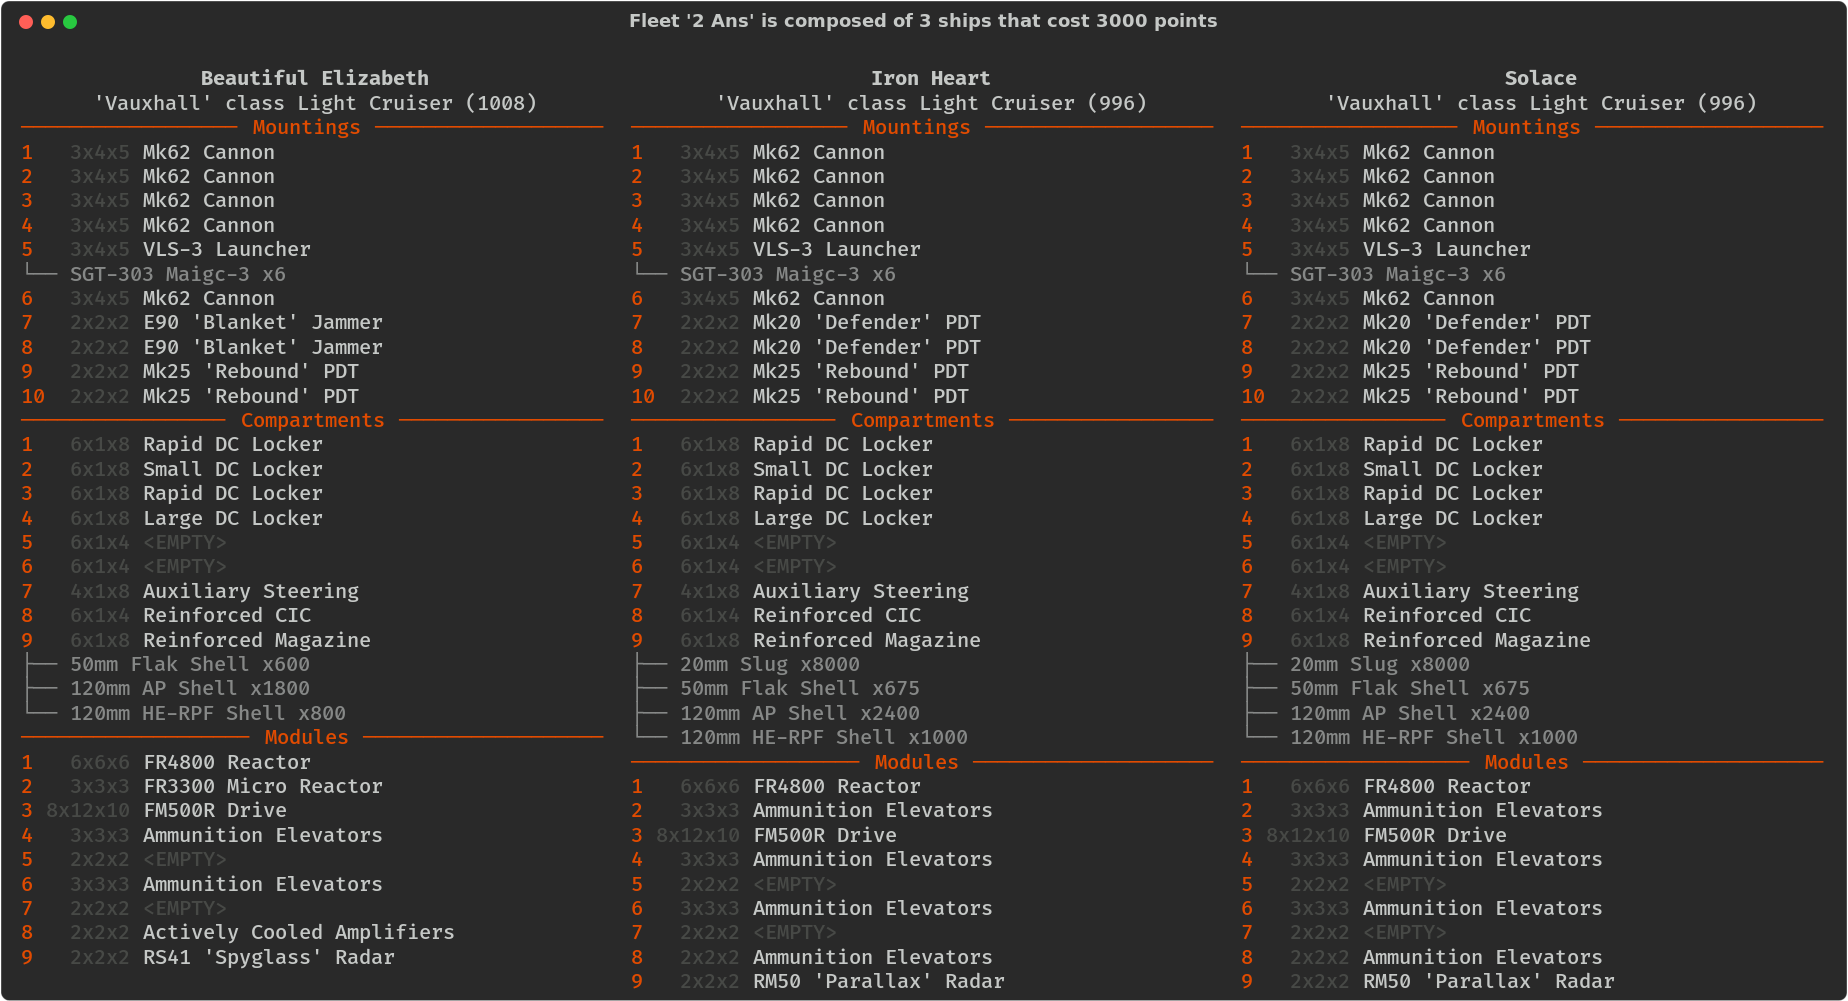 Fleet '2 Ans' is composed of 3 ships that cost 3000 points
Beautiful Elizabeth
'Vauxhall' class Light Cruiser (1008)
Mountings
1 3x4x5 Mk62 Cannon
2 3x4x5 Mk62 Cannon
3 3x4x5 Mk62 Cannon
4 3x4x5 Mk62 Cannon
5 3x4x5 VLS-3 Launcher
SGT-303 Maigc-3 x6
6 3x4x5 Mk62 Cannon
7 2x2x2 E90 'Blanket' Jammer
8 2x2x2 E90 'Blanket' Jammer
9 2x2x2 Mk25 'Rebound' PDT
10 2x2x2 Mk25 'Rebound' PDT
Compartments
1 6x1x8 Rapid DC Locker
2 6x1x8 Small DC Locker
3 6x1x8 Rapid DC Locker
4 6x1x8 Large DC Locker
5 6x1x4 <EMPTY>
6 6x1x4 <EMPTY>
7 4x1x8 Auxiliary Steering
8 6x1x4 Reinforced CIC
9 6x1x8 Reinforced Magazine
50mm Flak Shell x600
120mm AP Shell x1800
120mm HE-RPF Shell x800
Modules
1 6x6x6 FR4800 Reactor
2 3x3x3 FR3300 Micro Reactor
3 8x12x10 FM500R Drive
4 3x3x3 Ammunition Elevators
5 2x2x2 <EMPTY>
6 3x3x3 Ammunition Elevators
7 2x2x2 <EMPTY>
8 2x2x2 Actively Cooled Amplifiers
9 2x2x2 RS41 'Spyglass' Radar
Iron Heart
'Vauxhall' class Light Cruiser (996)
Mountings
1 3x4x5 Mk62 Cannon
2 3x4x5 Mk62 Cannon
3 3x4x5 Mk62 Cannon
4 3x4x5 Mk62 Cannon
5 3x4x5 VLS-3 Launcher
SGT-303 Maigc-3 x6
6 3x4x5 Mk62 Cannon
7 2x2x2 Mk20 'Defender' PDT
8 2x2x2 Mk20 'Defender' PDT
9 2x2x2 Mk25 'Rebound' PDT
10 2x2x2 Mk25 'Rebound' PDT
Compartments
1 6x1x8 Rapid DC Locker
2 6x1x8 Small DC Locker
3 6x1x8 Rapid DC Locker
4 6x1x8 Large DC Locker
5 6x1x4 <EMPTY>
6 6x1x4 <EMPTY>
7 4x1x8 Auxiliary Steering
8 6x1x4 Reinforced CIC
9 6x1x8 Reinforced Magazine
20mm Slug x8000
50mm Flak Shell x675
120mm AP Shell x2400
120mm HE-RPF Shell x1000
Modules
1 6x6x6 FR4800 Reactor
2 3x3x3 Ammunition Elevators
3 8x12x10 FM500R Drive
4 3x3x3 Ammunition Elevators
5 2x2x2 <EMPTY>
6 3x3x3 Ammunition Elevators
7 2x2x2 <EMPTY>
8 2x2x2 Ammunition Elevators
9 2x2x2 RM50 'Parallax' Radar
Solace
'Vauxhall' class Light Cruiser (996)
Mountings
1 3x4x5 Mk62 Cannon
2 3x4x5 Mk62 Cannon
3 3x4x5 Mk62 Cannon
4 3x4x5 Mk62 Cannon
5 3x4x5 VLS-3 Launcher
SGT-303 Maigc-3 x6
6 3x4x5 Mk62 Cannon
7 2x2x2 Mk20 'Defender' PDT
8 2x2x2 Mk20 'Defender' PDT
9 2x2x2 Mk25 'Rebound' PDT
10 2x2x2 Mk25 'Rebound' PDT
Compartments
1 6x1x8 Rapid DC Locker
2 6x1x8 Small DC Locker
3 6x1x8 Rapid DC Locker
4 6x1x8 Large DC Locker
5 6x1x4 <EMPTY>
6 6x1x4 <EMPTY>
7 4x1x8 Auxiliary Steering
8 6x1x4 Reinforced CIC
9 6x1x8 Reinforced Magazine
20mm Slug x8000
50mm Flak Shell x675
120mm AP Shell x2400
120mm HE-RPF Shell x1000
Modules
1 6x6x6 FR4800 Reactor
2 3x3x3 Ammunition Elevators
3 8x12x10 FM500R Drive
4 3x3x3 Ammunition Elevators
5 2x2x2 <EMPTY>
6 3x3x3 Ammunition Elevators
7 2x2x2 <EMPTY>
8 2x2x2 Ammunition Elevators
9 2x2x2 RM50 'Parallax' Radar